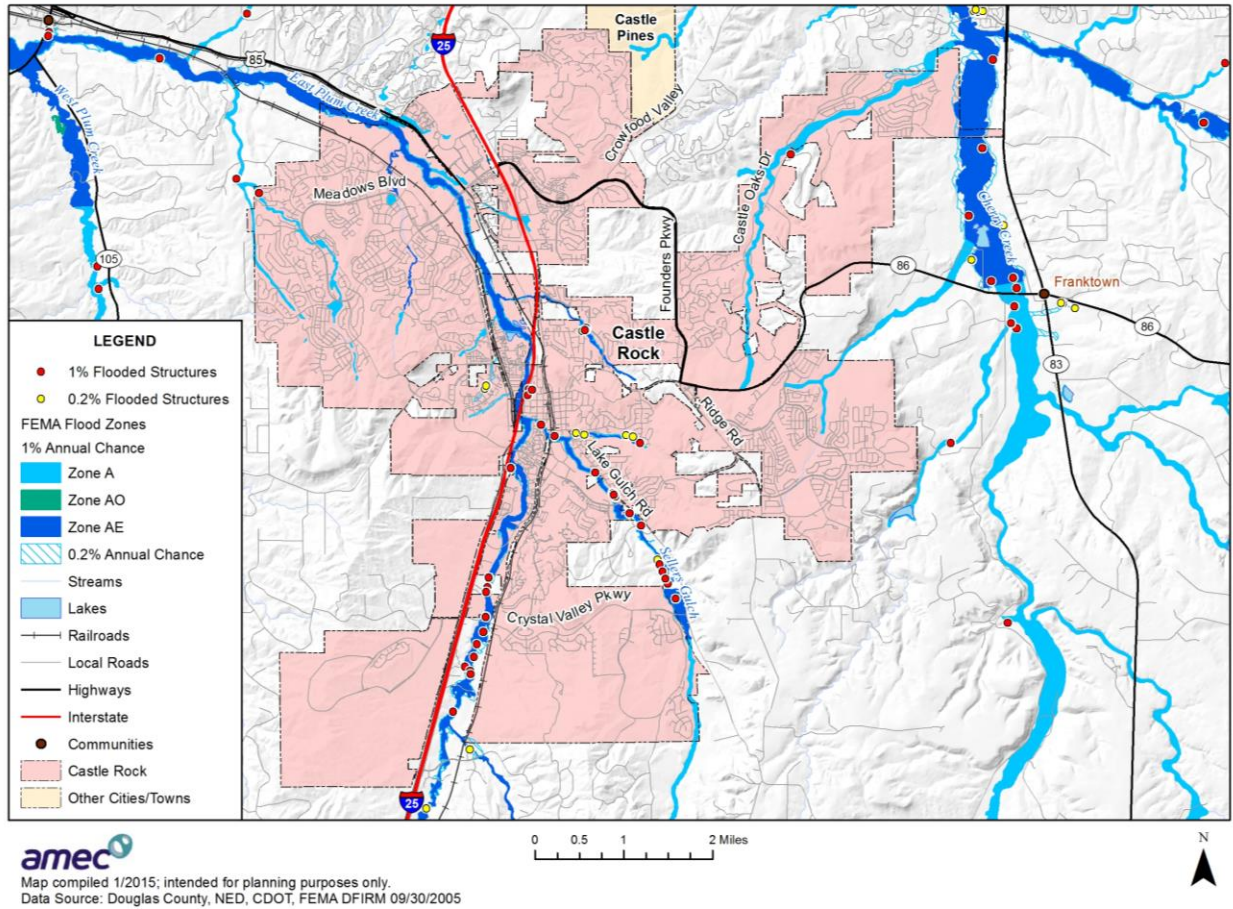 Castle
Pines
25
85
East Plum Creek
West Plum Creek
Crowfood Valley
Meadows Blvd
Castle Oaks Dr
Founders Pkwy
Cherry Creek
105
86
Franktown
86
83
Castle
Rock
Ridge Rd
Lake Gulch Rd
Sellers Gulch
Crystal Valley Pkwy
25
LEGEND
1% Flooded Structures
0.2% Flooded Structures
FEMA Flood Zones
1% Annual Chance
Zone A
Zone AO
Zone AE
0.2% Annual Chance
Streams
Lakes
Railroads
Local Roads
Highways
Interstate
Communities
Castle Rock
Other Cities/Towns
amec
0 0.5 1 2 Miles
N
Map compiled 1/2015; intended for planning purposes only.
Data Source: Douglas County, NED, CDOT, FEMA DFIRM 09/30/2005